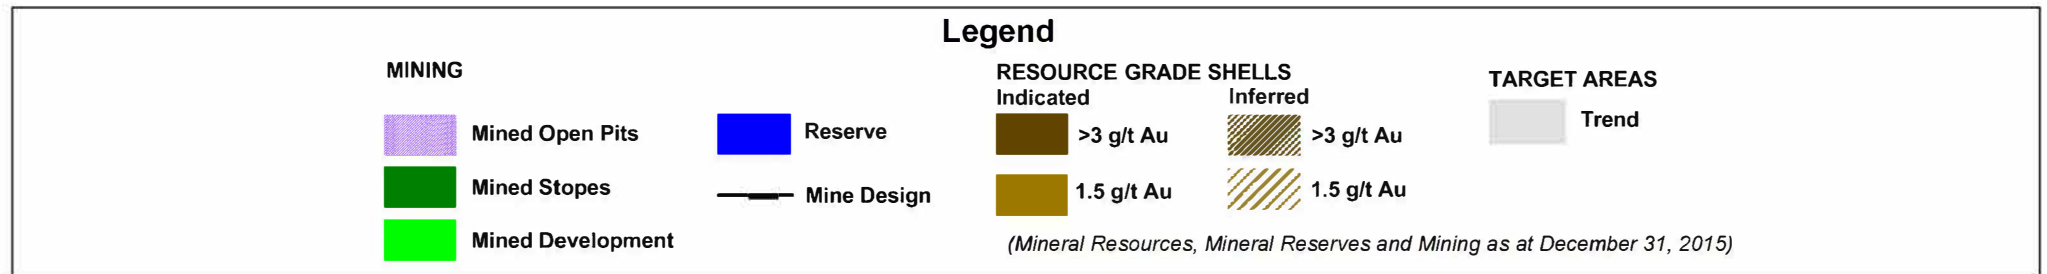 Legend
MINING
Mined Open Pits
Mined Stopes
Mined Development
Reserve
Mine Design
RESOURCE GRADE SHELLS
Indicated
>3 g/t Au
1.5 g/t Au
Inferred
>3 g/t Au
1.5 g/t Au
TARGET AREAS
Trend
(Mineral Resources, Mineral Reserves and Mining as at December 31, 2015)